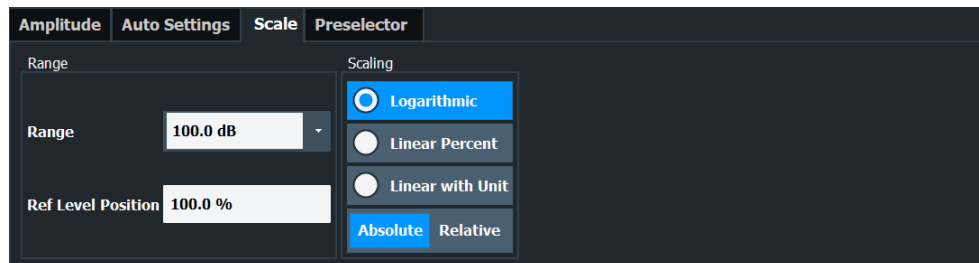 Amplitude Auto Settings Scale Preselector
Range Scaling
Logarithmic
Range 100.0 dB
Linear Percent
Linear with Unit
Ref Level Position 100.0 %
Absolute Relative